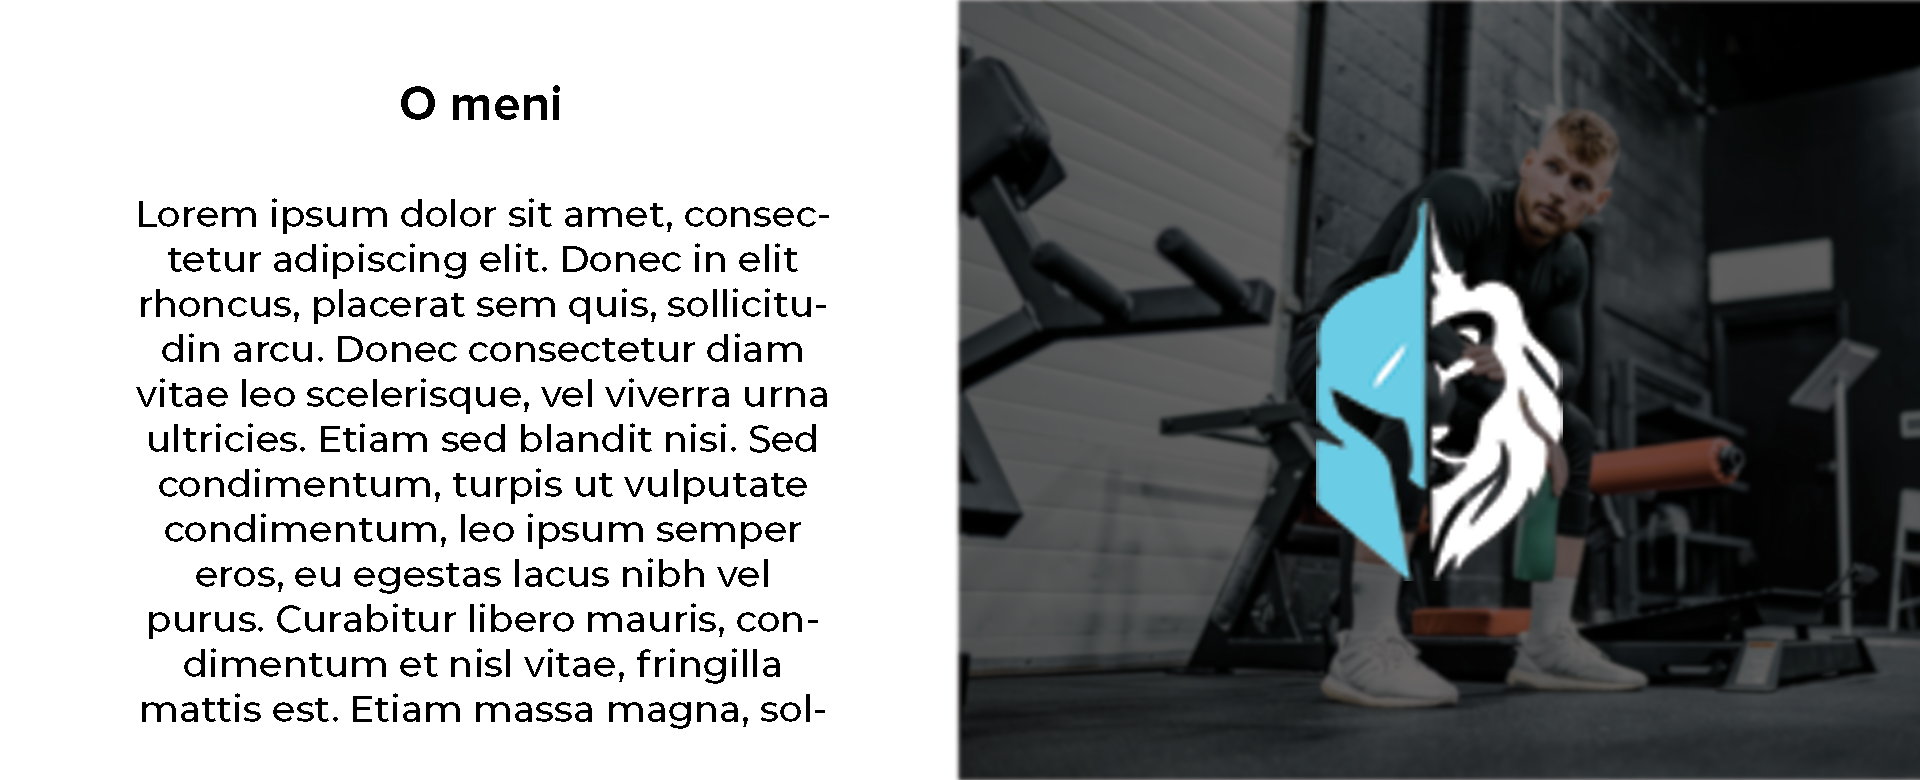 O meni
Lorem ipsum dolor sit amet, consec-
tetur adipiscing elit. Donec in elit
rhoncus, placerat sem quis, sollicitu-
din arcu. Donec consectetur diam
vitae leo scelerisque, vel viverra urna
ultricies. Etiam sed blandit nisi. Sed
condimentum, turpis ut vulputate
condimentum, leo ipsum semper
eros, eu egestas lacus nibh vel
purus. Curabitur libero mauris, con-
dimentum et nisl vitae, fringilla
mattis est. Etiam massa magna, sol-